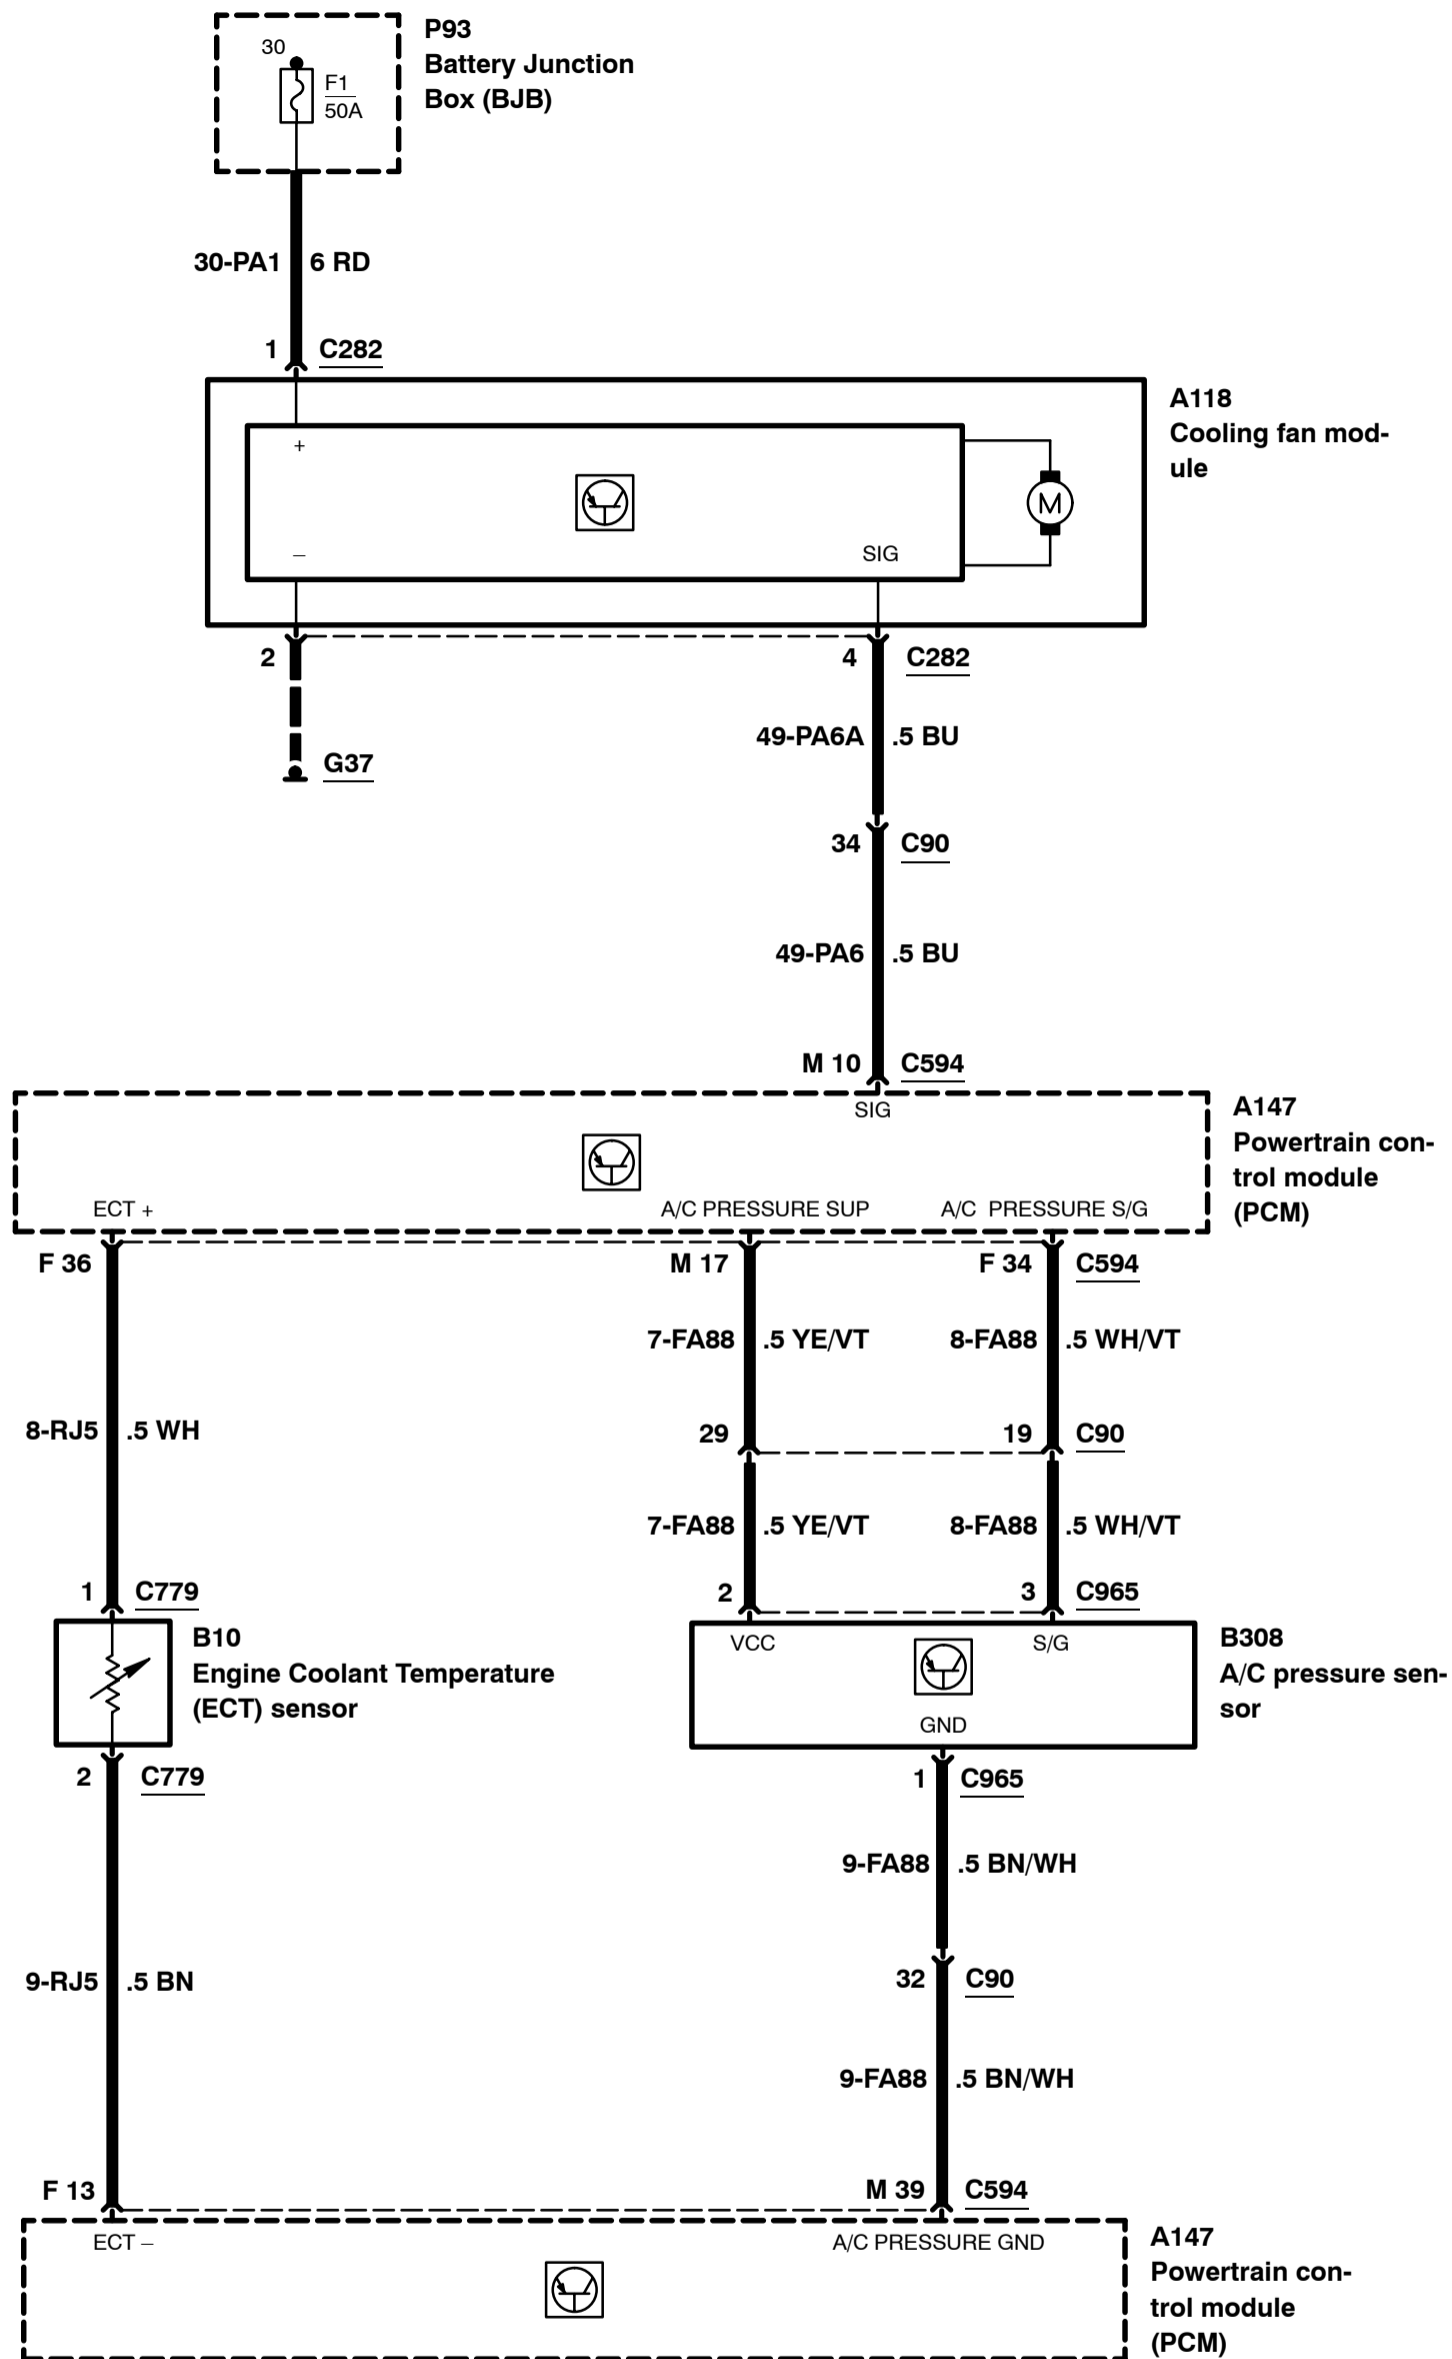 P93
Battery Junction
Box (BJB)
30
F1
50A
30-PA1 6 RD
1 C282
A118
Cooling fan mod-
ule
+
M
– SIG
2 4 C282
49-PA6A .5 BU
G37
34 C90
49-PA6 .5 BU
M 10 C594
SIG
A147
Powertrain con-
trol module
(PCM)
ECT + A/C PRESSURE SUP A/C PRESSURE S/G
F 36 M 17 F 34 C594
7-FA88 .5 YE/VT 8-FA88 .5 WH/VT
8-RJ5 .5 WH 29 19 C90
7-FA88 .5 YE/VT 8-FA88 .5 WH/VT
1 C779 2 3 C965
B10
Engine Coolant Temperature
(ECT) sensor
VCC S/G
GND
B308
A/C pressure sen-
sor
2 C779 1 C965
9-FA88 .5 BN/WH
9-RJ5 .5 BN 32 C90
9-FA88 .5 BN/WH
F 13 M 39 C594
ECT – A/C PRESSURE GND
A147
Powertrain con-
trol module
(PCM)